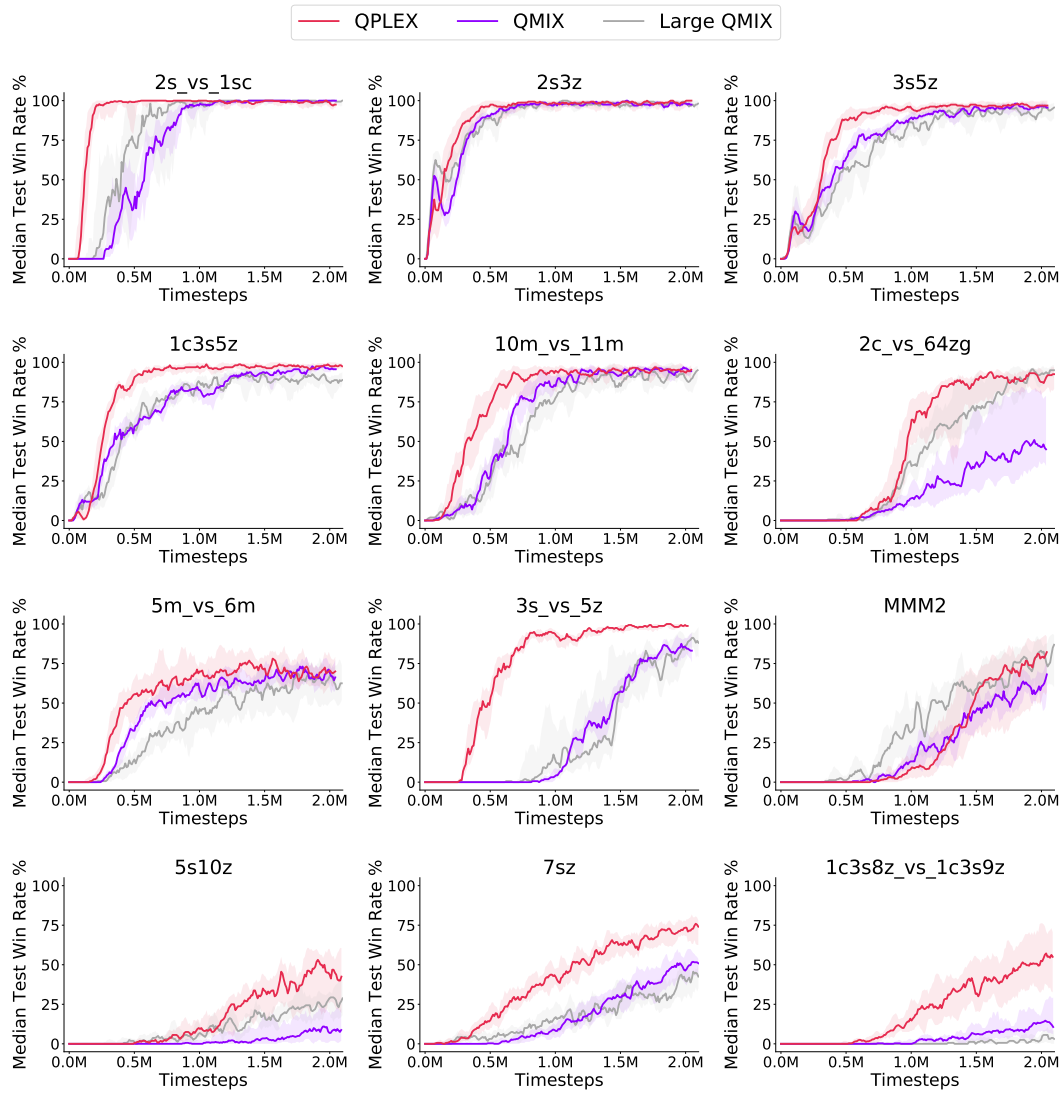 QPLEX QMIX Large QMIX
2s_vs_1sc 2s3z 3s5z
Median Test Win Rate % Median Test Win Rate % Median Test Win Rate %
100 100 100
75 75 75
50 50 50
25 25 25
0 0 0
0.0M 0.5M 1.0M 1.5M 2.0M 0.0M 0.5M 1.0M 1.5M 2.0M 0.0M 0.5M 1.0M 1.5M 2.0M
Timesteps Timesteps Timesteps
1c3s5z 10m_vs_11m 2c_vs_64zg
Median Test Win Rate % Median Test Win Rate % Median Test Win Rate %
100 100 100
75 75 75
50 50 50
25 25 25
0 0 0
0.0M 0.5M 1.0M 1.5M 2.0M 0.0M 0.5M 1.0M 1.5M 2.0M 0.0M 0.5M 1.0M 1.5M 2.0M
Timesteps Timesteps Timesteps
5m_vs_6m 3s_vs_5z MMM2
Median Test Win Rate % Median Test Win Rate % Median Test Win Rate %
100 100 100
75 75 75
50 50 50
25 25 25
0 0 0
0.0M 0.5M 1.0M 1.5M 2.0M 0.0M 0.5M 1.0M 1.5M 2.0M 0.0M 0.5M 1.0M 1.5M 2.0M
Timesteps Timesteps Timesteps
5s10z 7sz 1c3s8z_vs_1c3s9z
Median Test Win Rate % Median Test Win Rate % Median Test Win Rate %
100 100 100
75 75 75
50 50 50
25 25 25
0 0 0
0.0M 0.5M 1.0M 1.5M 2.0M 0.0M 0.5M 1.0M 1.5M 2.0M 0.0M 0.5M 1.0M 1.5M 2.0M
Timesteps Timesteps Timesteps